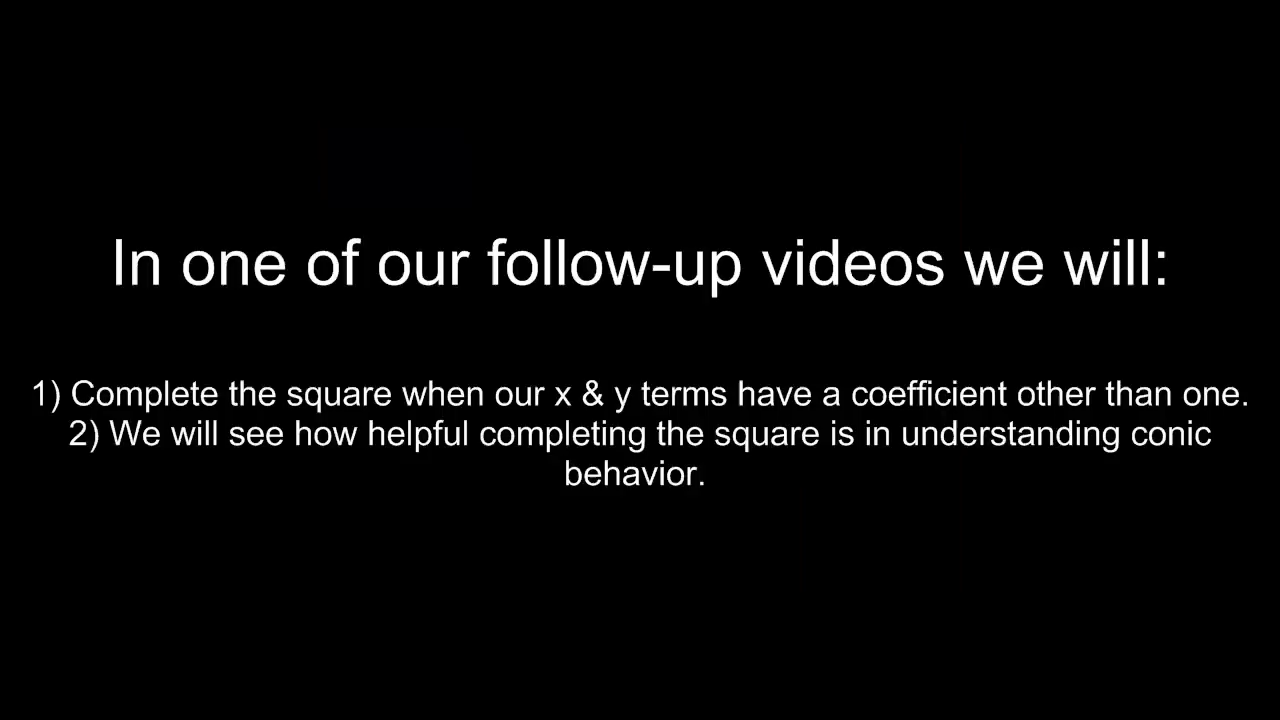 In one of our follow-up videos we will:
1) Complete the square when our x & y terms have a coefficient other than one.
2) We will see how helpful completing the square is in understanding conic
behavior.